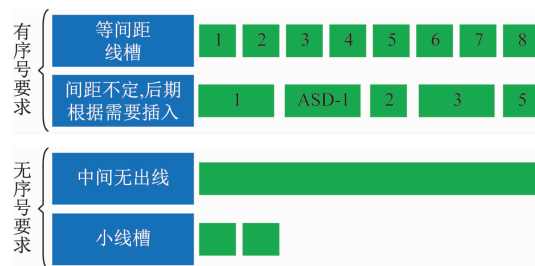 有序号要求
等间距
线槽
1 2 3 4 5 6 7 8
间距不定,后期
根据需要插入
1 ASD-1 2 3 5
无序号要求
中间无出线
小线槽